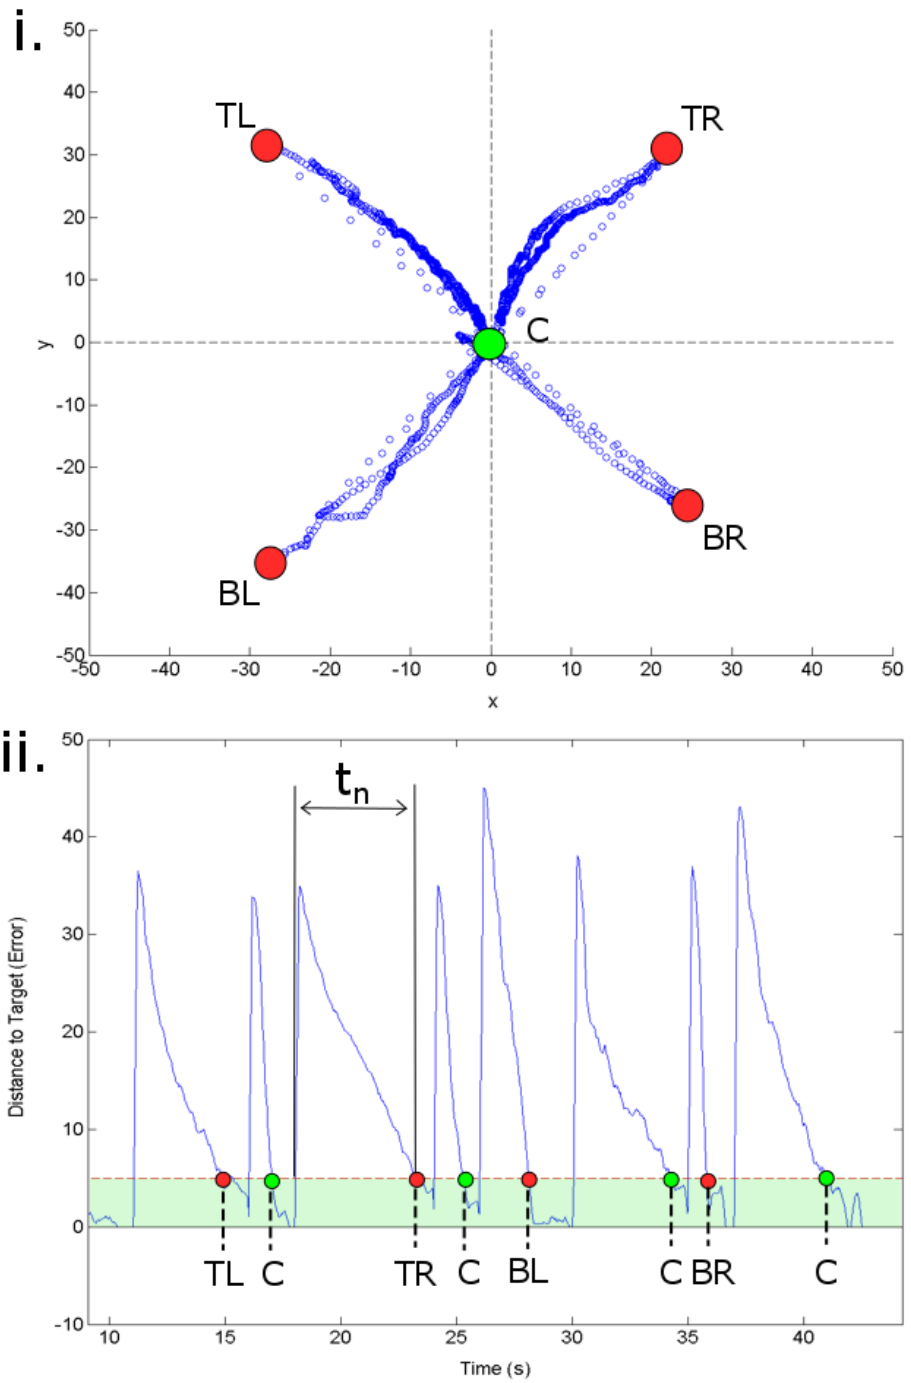 i.
50
40
30
20
10
0
-10
-20
-30
-40
-50
y
TL
TR
C
BL
BR
-50 -40 -30 -20 -10 0 10 20 30 40 50
x
ii.
50
40
30
20
10
0
-10
Distance to Target (Error)
tn
TL C TR C BL C BR C
10 15 20 25 30 35 40
Time (s)